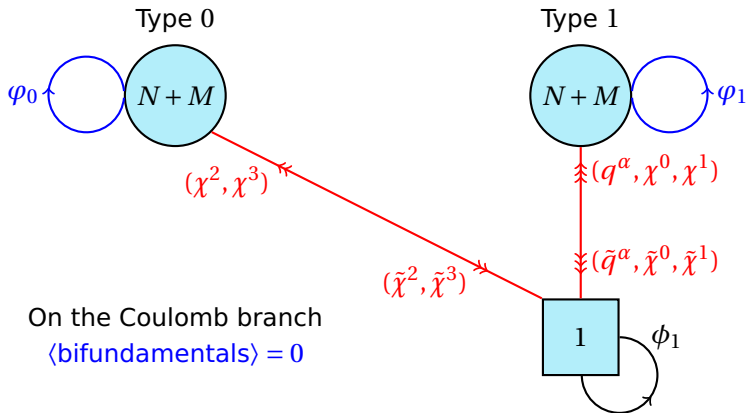 Type 0
Type 1
φ₀
N + M
N + M
φ₁
(χ², χ³)
(q^α, χ⁰, χ¹)
(χ̃², χ̃³)
(q̃^α, χ̃⁰, χ̃¹)
On the Coulomb branch
⟨bifundamentals⟩ = 0
1
ϕ₁